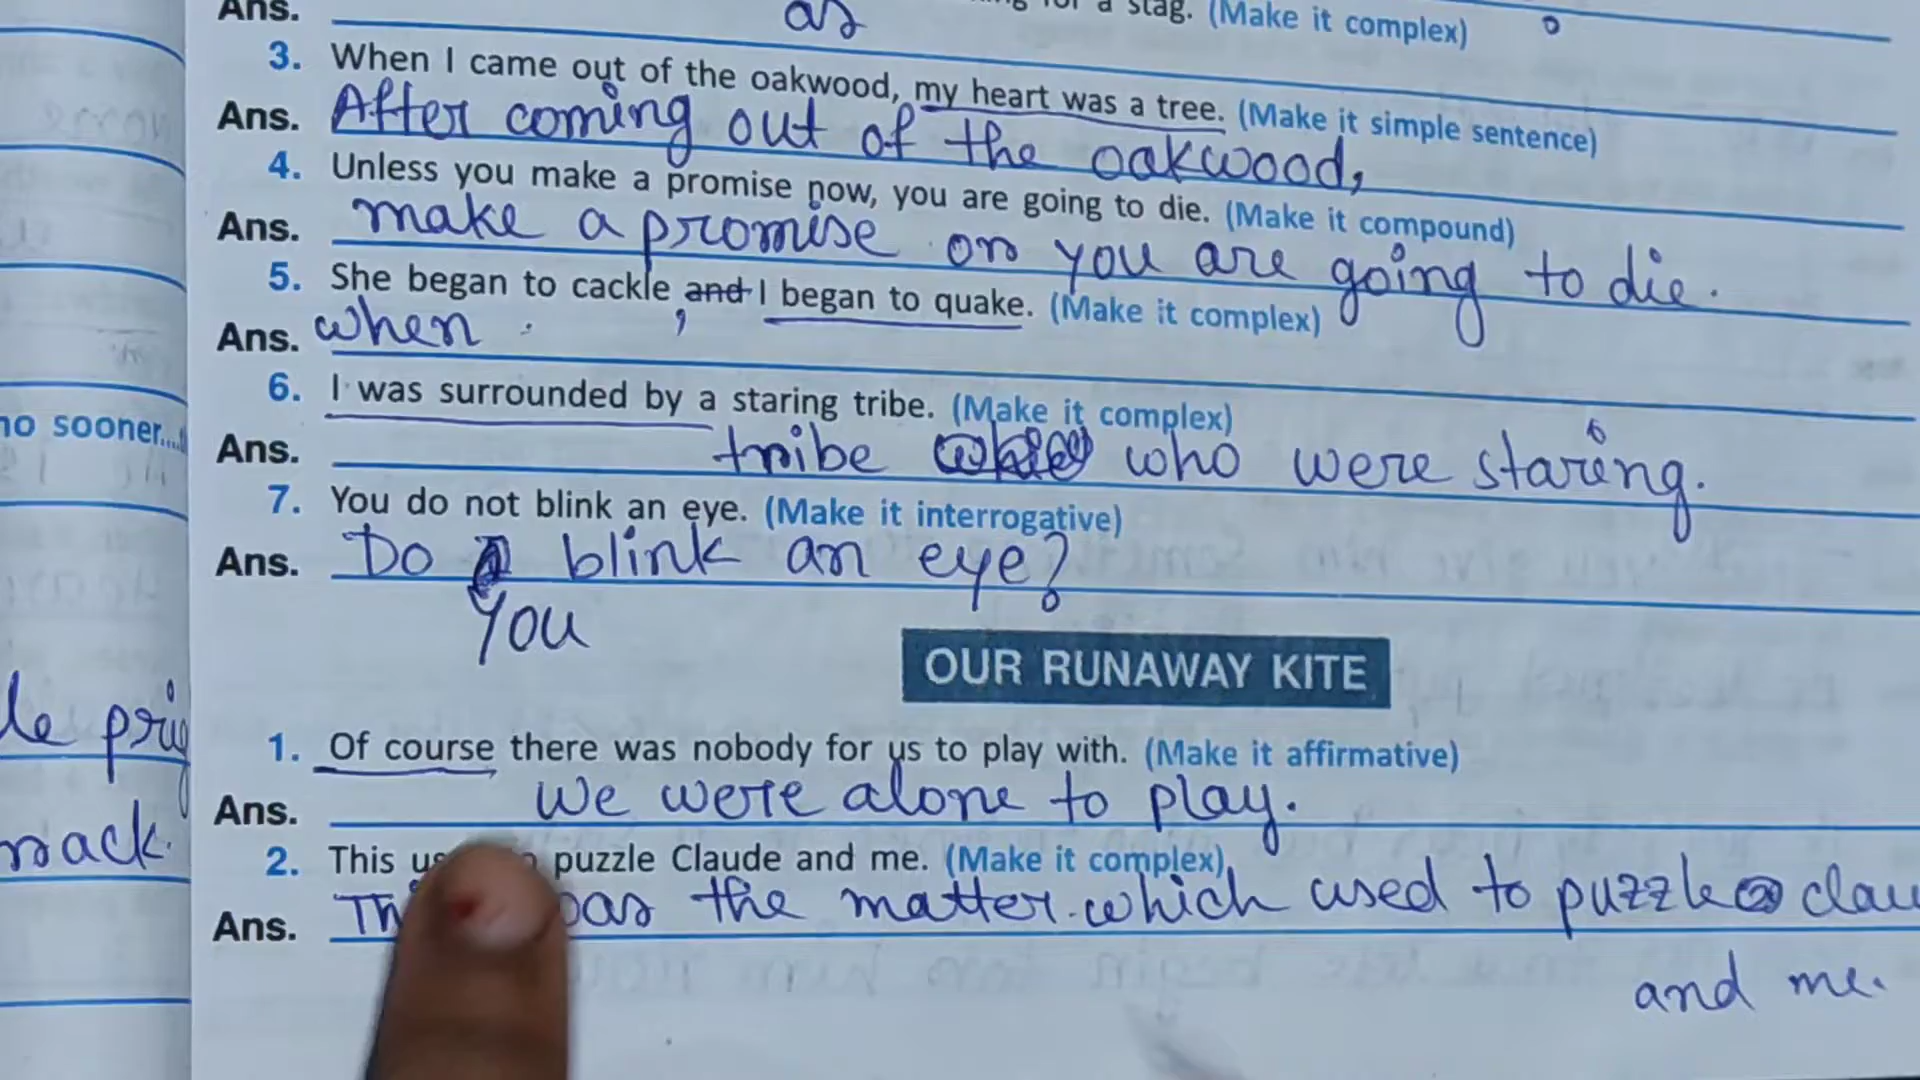 Ans. as for a stag. (Make it complex)
3. When I came out of the oakwood, my heart was a tree. (Make it simple sentence)
Ans. After coming out of the oakwood,
4. Unless you make a promise now, you are going to die. (Make it compound)
Ans. make a promise or you are going to die.
5. She began to cackle and I began to quake. (Make it complex)
Ans. when ,
6. I was surrounded by a staring tribe. (Make it complex)
no sooner....
Ans. tribe who were staring.
7. You do not blink an eye. (Make it interrogative)
Ans. Do blink an eye?
You
OUR RUNAWAY KITE
1. Of course there was nobody for us to play with. (Make it affirmative)
Ans. We were alone to play.
2. This puzzle Claude and me. (Make it complex)
Ans. the matter which used to puzzle clau
and me.